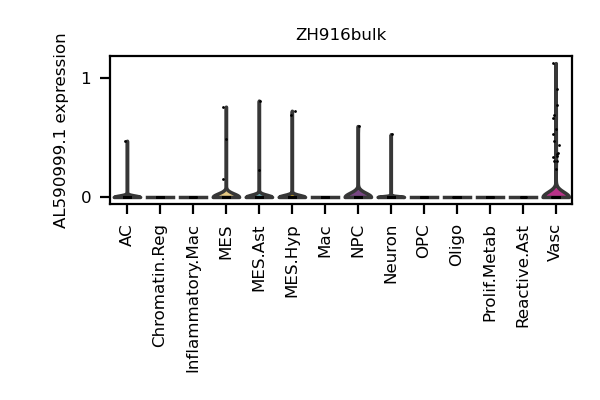 ZH916bulk
AL590999.1 expression
1
0
AC
Chromatin.Reg
Inflammatory.Mac
MES
MES.Ast
MES.Hyp
Mac
NPC
Neuron
OPC
Oligo
Prolif.Metab
Reactive.Ast
Vasc